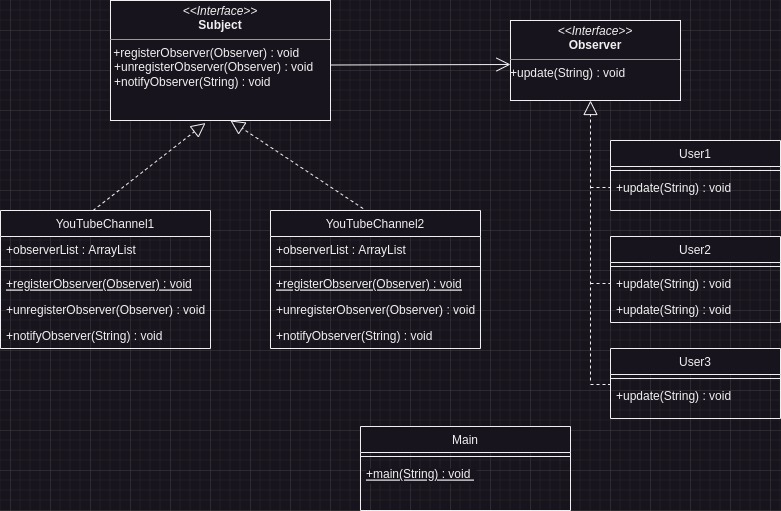 <<Interface>>
Subject
+registerObserver(Observer) : void
+unregisterObserver(Observer) : void
+notifyObserver(String) : void
<<Interface>>
Observer
+update(String) : void
User1
+update(String) : void
YouTubeChannel1
+observerList : ArrayList
+registerObserver(Observer) : void
+unregisterObserver(Observer) : void
+notifyObserver(String) : void
YouTubeChannel2
+observerList : ArrayList
+registerObserver(Observer) : void
+unregisterObserver(Observer) : void
+notifyObserver(String) : void
User2
+update(String) : void
+update(String) : void
User3
+update(String) : void
Main
+main(String) : void